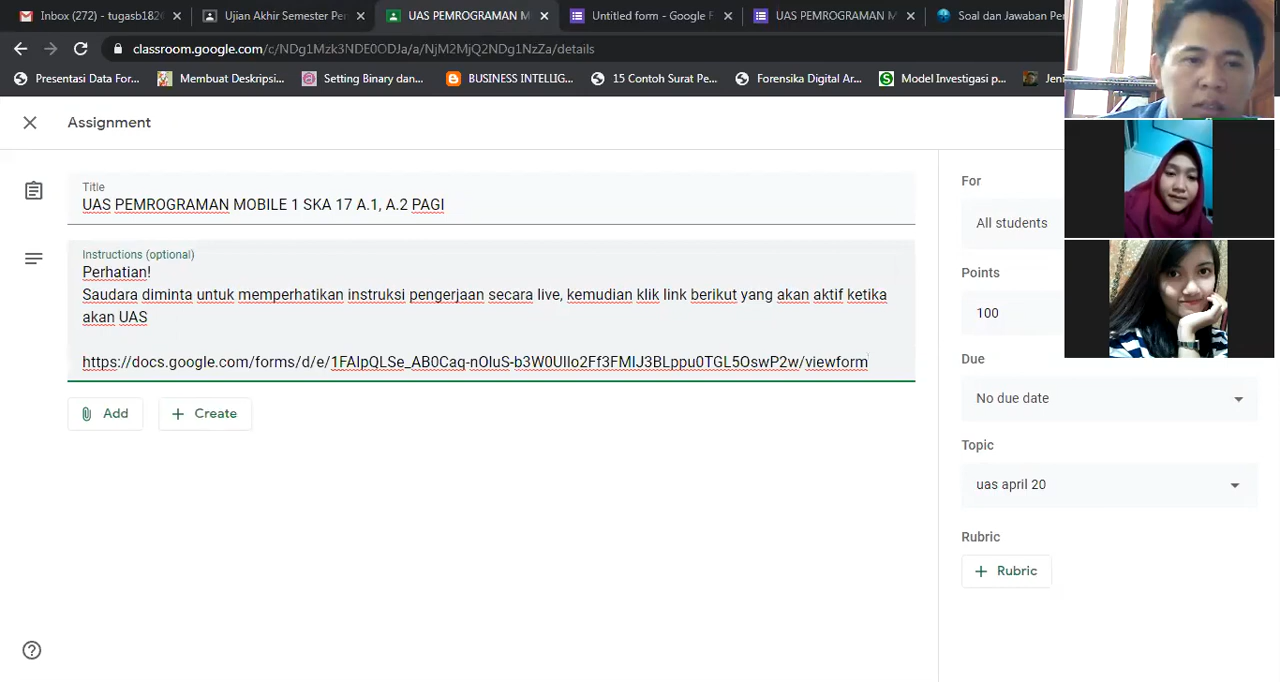 Inbox (272) - tugasb182
Ujian Akhir Semester Per
UAS PEMROGRAMAN M
Untitled form - Google F
UAS PEMROGRAMAN M
Soal dan Jawaban Per
classroom.google.com/c/NDg1Mzk3NDE0ODJa/a/NjM2MjQ2NDg1NzZa/details
Presentasi Data For...
Membuat Deskripsi...
Setting Binary dan...
BUSINESS INTELLIG...
15 Contoh Surat Pe...
Forensika Digital Ar...
Model Investigasi p...
Jeni
Assignment
Title
UAS PEMROGRAMAN MOBILE 1 SKA 17 A.1, A.2 PAGI
Instructions (optional)
Perhatian!
Saudara diminta untuk memperhatikan instruksi pengerjaan secara live, kemudian klik link berikut yang akan aktif ketika
akan UAS
https://docs.google.com/forms/d/e/1FAIpQLSe_AB0Caq-nOluS-b3W0UIlo2Ff3FMIJ3BLppu0TGL5OswP2w/viewform
Add
Create
For
All students
Points
100
Due
No due date
Topic
uas april 20
Rubric
Rubric